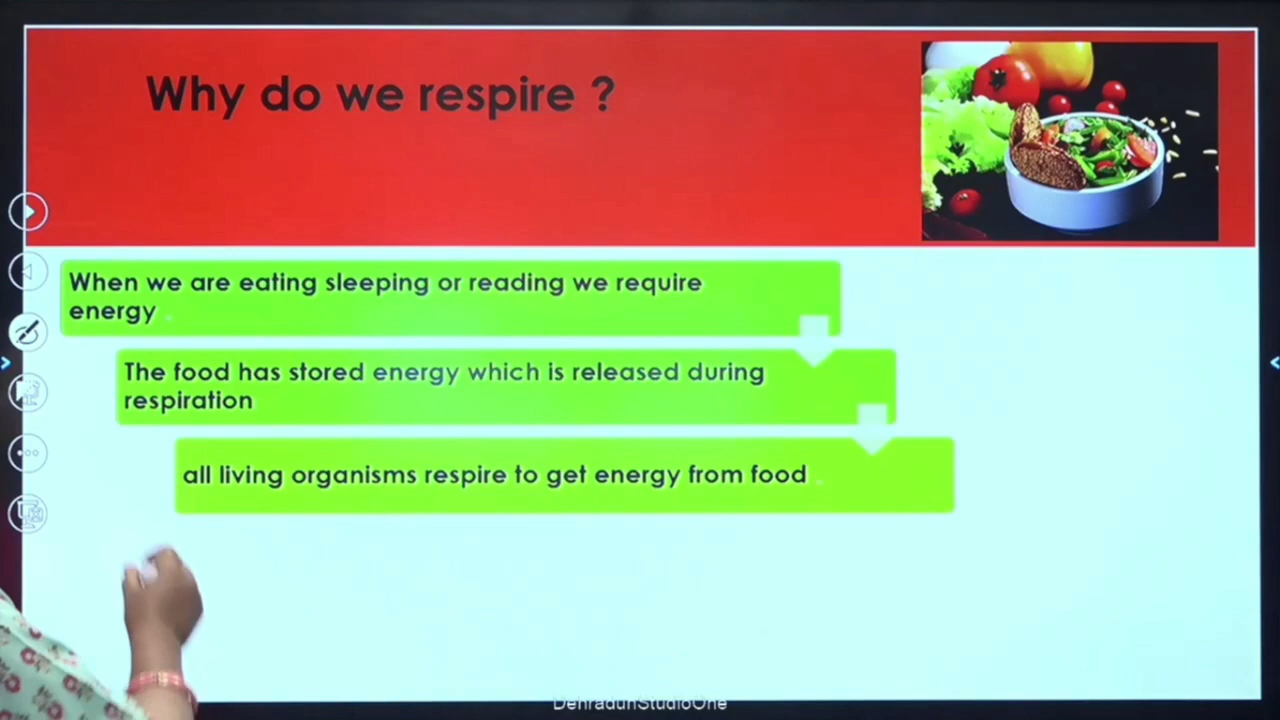 Why do we respire ?
When we are eating sleeping or reading we require
energy .
The food has stored energy which is released during
respiration
all living organisms respire to get energy from food .
DehradunStudioOne